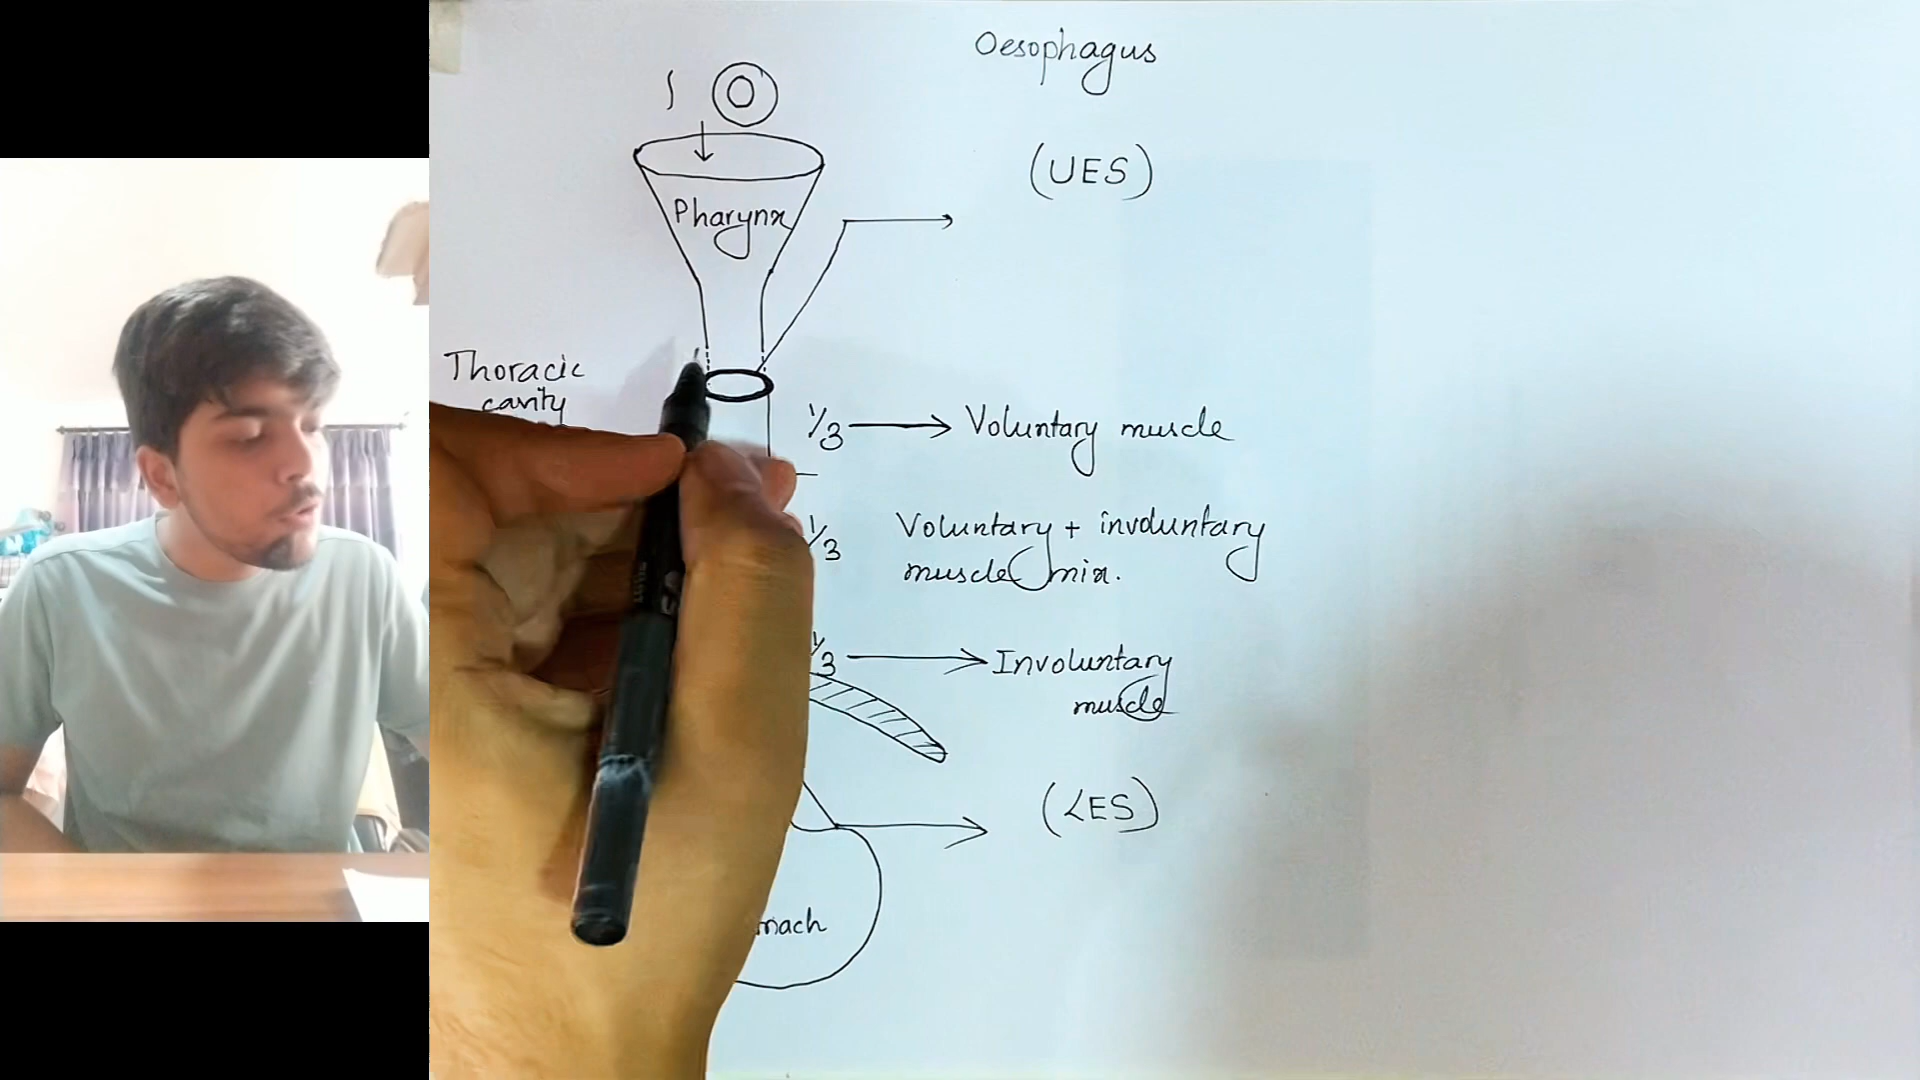 Oesophagus
(UES)
Pharynx
Thoracic
cavity
1/3 Voluntary muscle
1/3 Voluntary + involuntary
muscle mix.
1/3 Involuntary
muscle
(LES)
mach